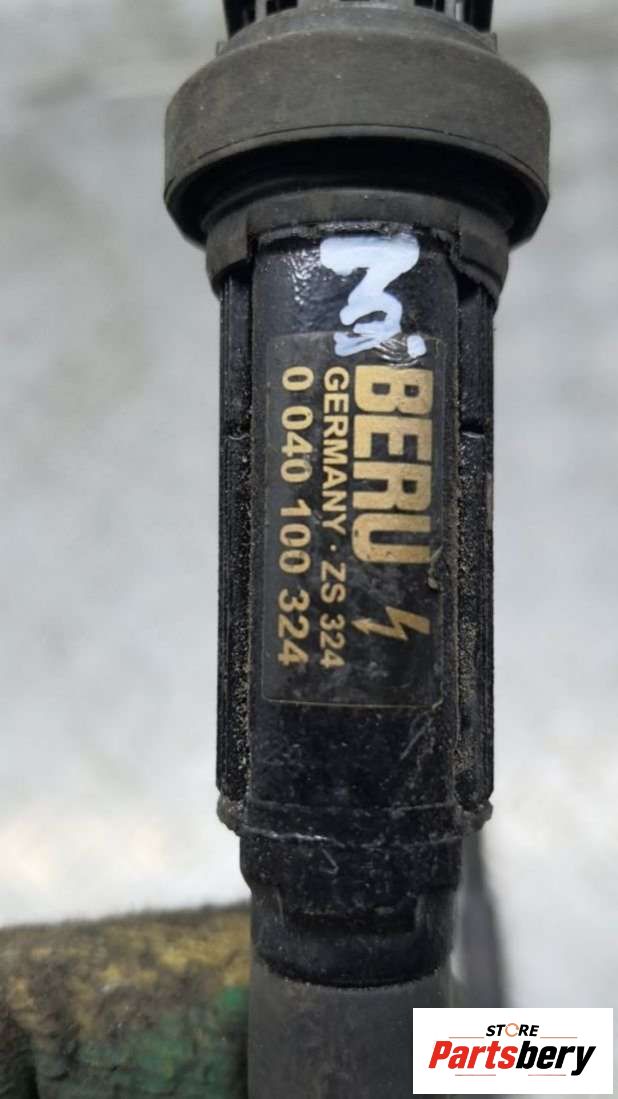 BERU
GERMANY · ZS 324
0 040 100 324
STORE
Partsbery